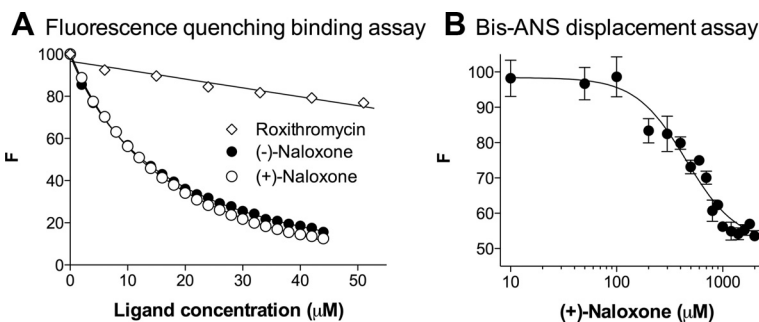 A Fluorescence quenching binding assay
100
80
60
40
20
0
F
Roxithromycin
(-)-Naloxone
(+)-Naloxone
0 10 20 30 40 50
Ligand concentration (μM)
B Bis-ANS displacement assay
100
90
80
70
60
50
F
10 100 1000
(+)-Naloxone (μM)